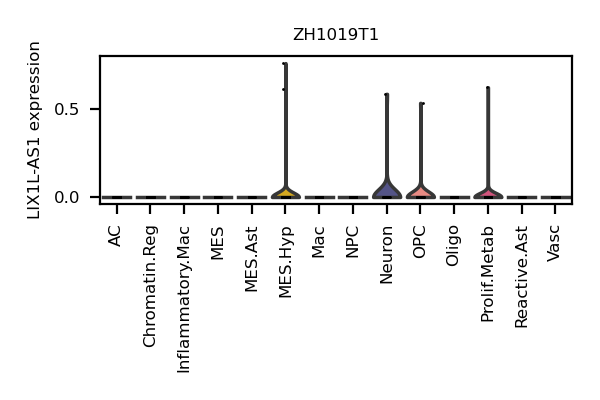 ZH1019T1
LIX1L-AS1 expression
0.5
0.0
AC
Chromatin.Reg
Inflammatory.Mac
MES
MES.Ast
MES.Hyp
Mac
NPC
Neuron
OPC
Oligo
Prolif.Metab
Reactive.Ast
Vasc